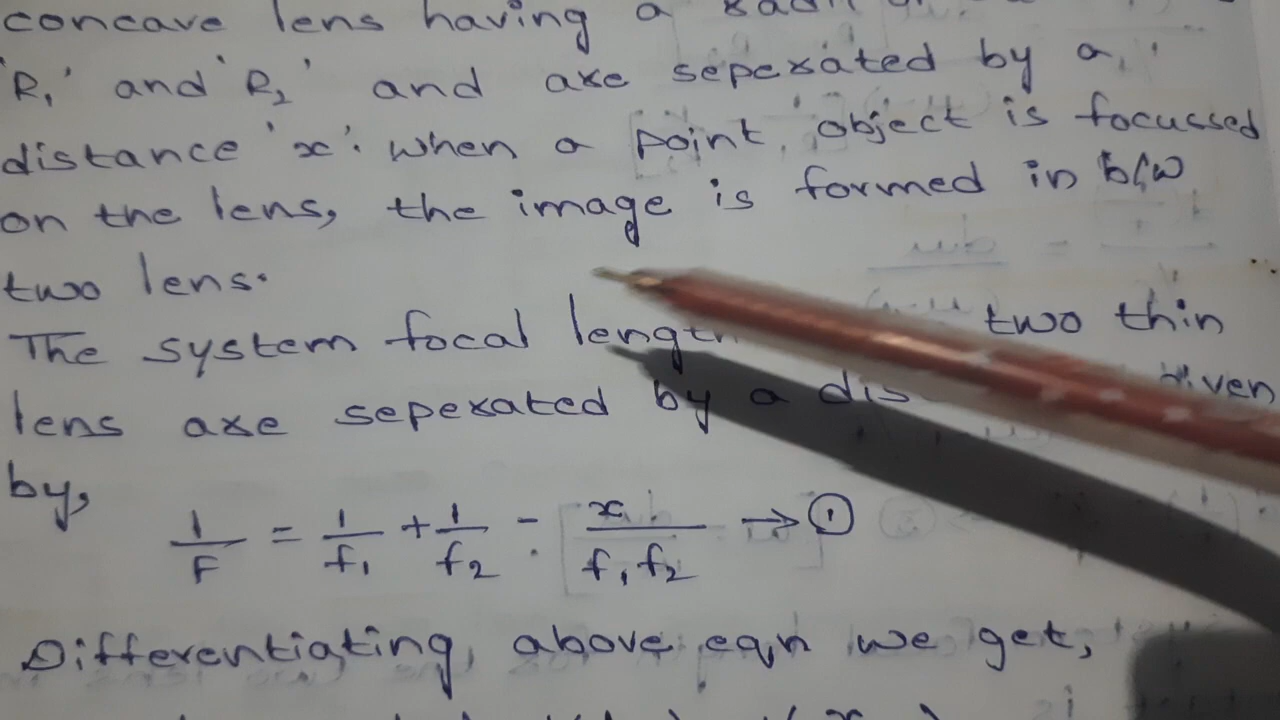 concave lens having a
'R₁' and 'R₂' and are seperated by a
distance 'x'. when a point object is focussed
on the lens, the image is formed in b/w
two lens.
The system focal length two thin
lens are seperated by a
by,
1/F = 1/f₁ + 1/f₂ - x/f₁f₂ → ①
Differentiating above eqn we get,